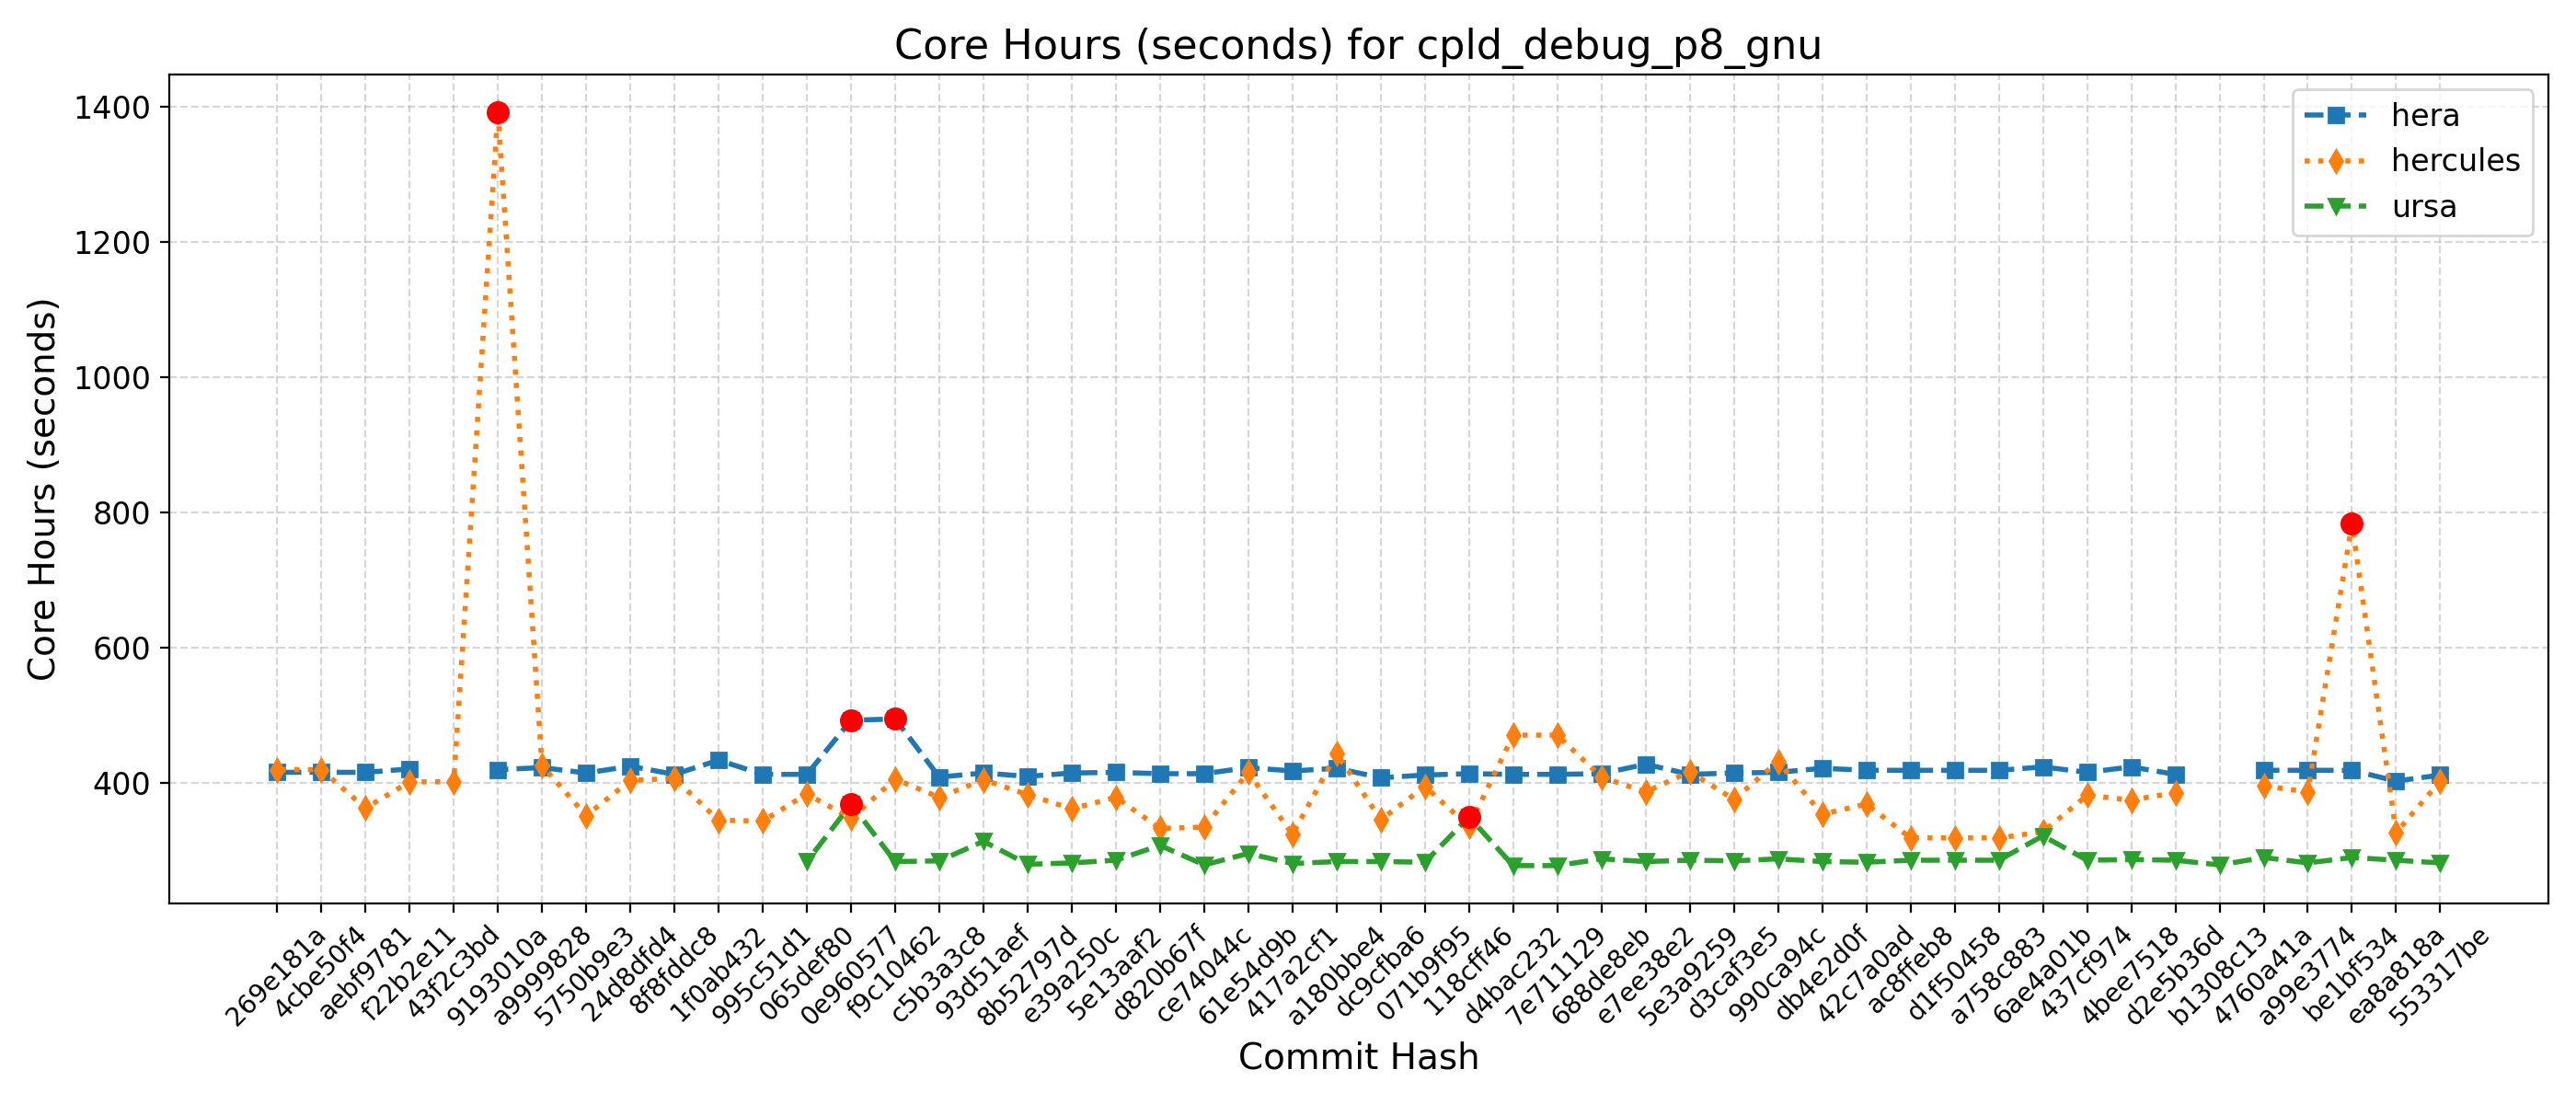 Core Hours (seconds) for cpld_debug_p8_gnu
Core Hours (seconds)
1400
1200
1000
800
600
400
hera
hercules
ursa
269e181a
4cbe50f4
aebf9781
f22b2e11
43f2c3bd
9193010a
a9999828
5750b9e3
24d8dfd4
8f8fddc8
1f0ab432
995c51d1
065def80
0e960577
f9c10462
c5b3a3c8
93d51aef
8b52797d
e39a250c
5e13aaf2
d820b67f
ce74044c
61e54d9b
417a2cf1
a180bbe4
dc9cfba6
071b9f95
118cff46
d4bac232
7e711129
688de8eb
e7ee38e2
5e3a9259
d3caf3e5
990ca94c
db4e2d0f
42c7a0ad
ac8ffeb8
d1f50458
a758c883
6ae4a01b
437cf974
4bee7518
d2e5b36d
b1308c13
4760a41a
a99e3774
be1bf534
ea8a818a
553317be
Commit Hash